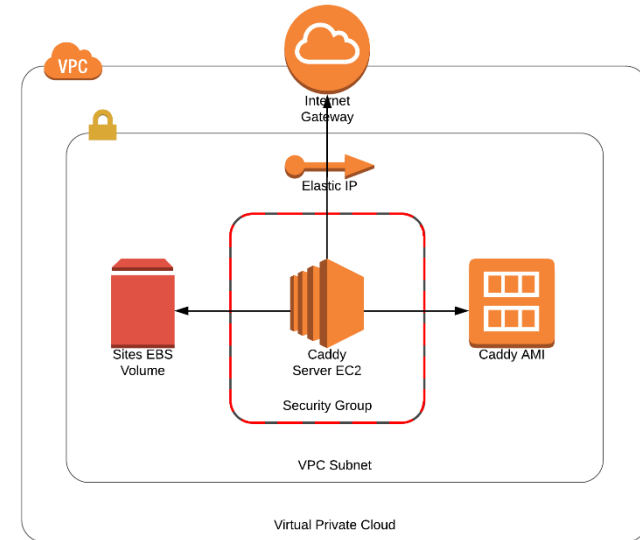 VPC
Internet
Gateway
Elastic IP
Sites EBS
Volume
Caddy
Server EC2
Caddy AMI
Security Group
VPC Subnet
Virtual Private Cloud